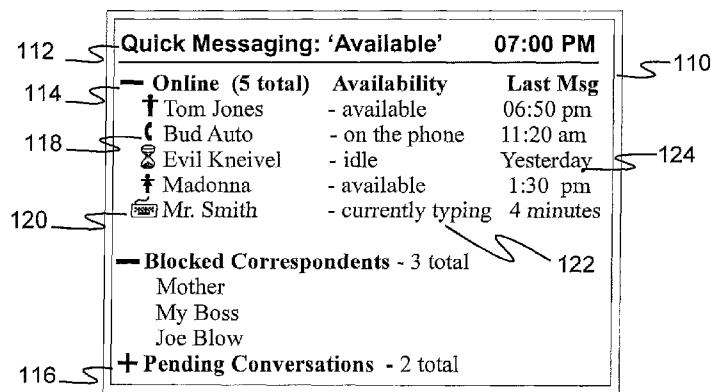 112 Quick Messaging: 'Available' 07:00 PM 110
114 Online (5 total) Availability Last Msg
Tom Jones - available 06:50 pm
118 Bud Auto - on the phone 11:20 am
Evil Kneivel - idle Yesterday 124
Madonna - available 1:30 pm
120 Mr. Smith - currently typing 4 minutes
Blocked Correspondents - 3 total 122
Mother
My Boss
Joe Blow
116 + Pending Conversations - 2 total